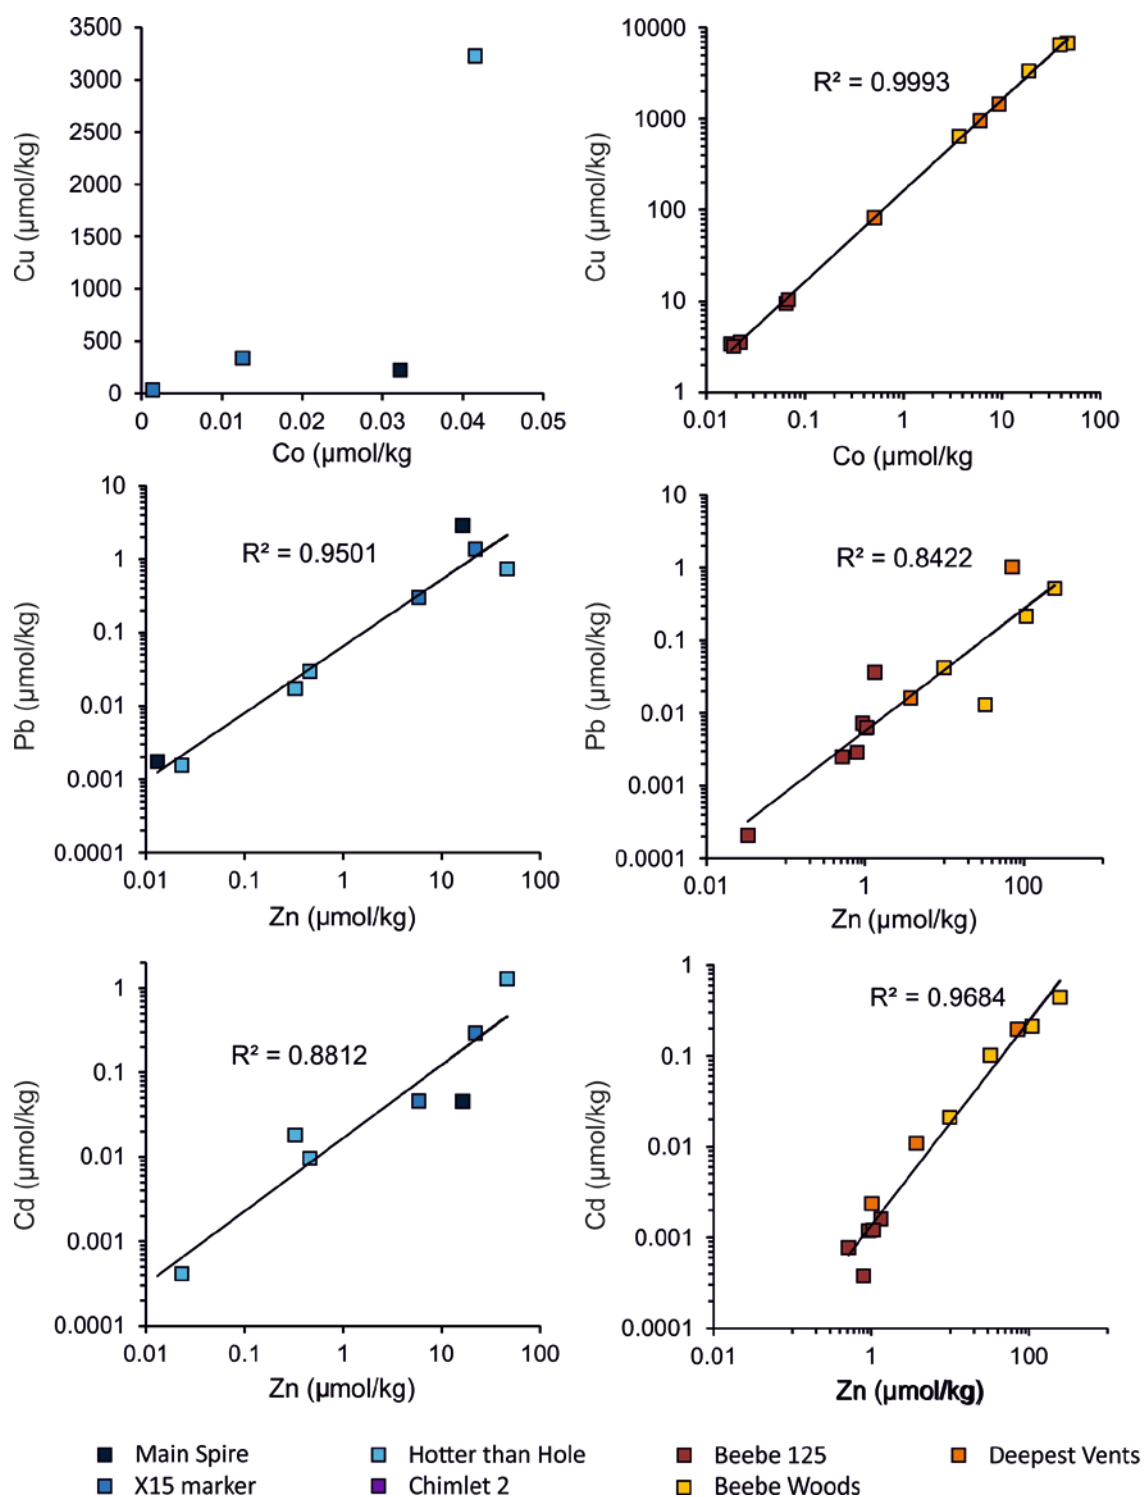 3500
3000
2500
2000
1500
1000
500
0
Cu (µmol/kg)
0 0.01 0.02 0.03 0.04 0.05
Co (µmol/kg
10000
1000
100
10
1
Cu (µmol/kg)
R² = 0.9993
0.01 0.1 1 10 100
Co (µmol/kg
10
1
0.1
0.01
0.001
0.0001
Pb (µmol/kg)
R² = 0.9501
0.01 0.1 1 10 100
Zn (µmol/kg)
10
1
0.1
0.01
0.001
0.0001
Pb (µmol/kg)
R² = 0.8422
0.01 1 100
Zn (µmol/kg)
1
0.1
0.01
0.001
0.0001
Cd (µmol/kg)
R² = 0.8812
0.01 0.1 1 10 100
Zn (µmol/kg)
1
0.1
0.01
0.001
0.0001
Cd (µmol/kg)
R² = 0.9684
0.01 1 100
Zn (µmol/kg)
Main Spire Hotter than Hole Beebe 125 Deepest Vents
X15 marker Chimlet 2 Beebe Woods